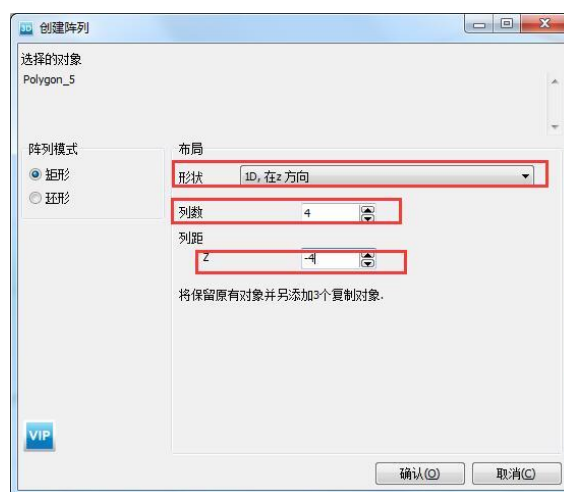 3D 创建阵列
选择的对象
Polygon_5
阵列模式
矩形
环形
布局
形状 1D, 在z 方向
列数 4
列距
Z -4
将保留原有对象并另添加3个复制对象.
VIP
确认(O) 取消(C)